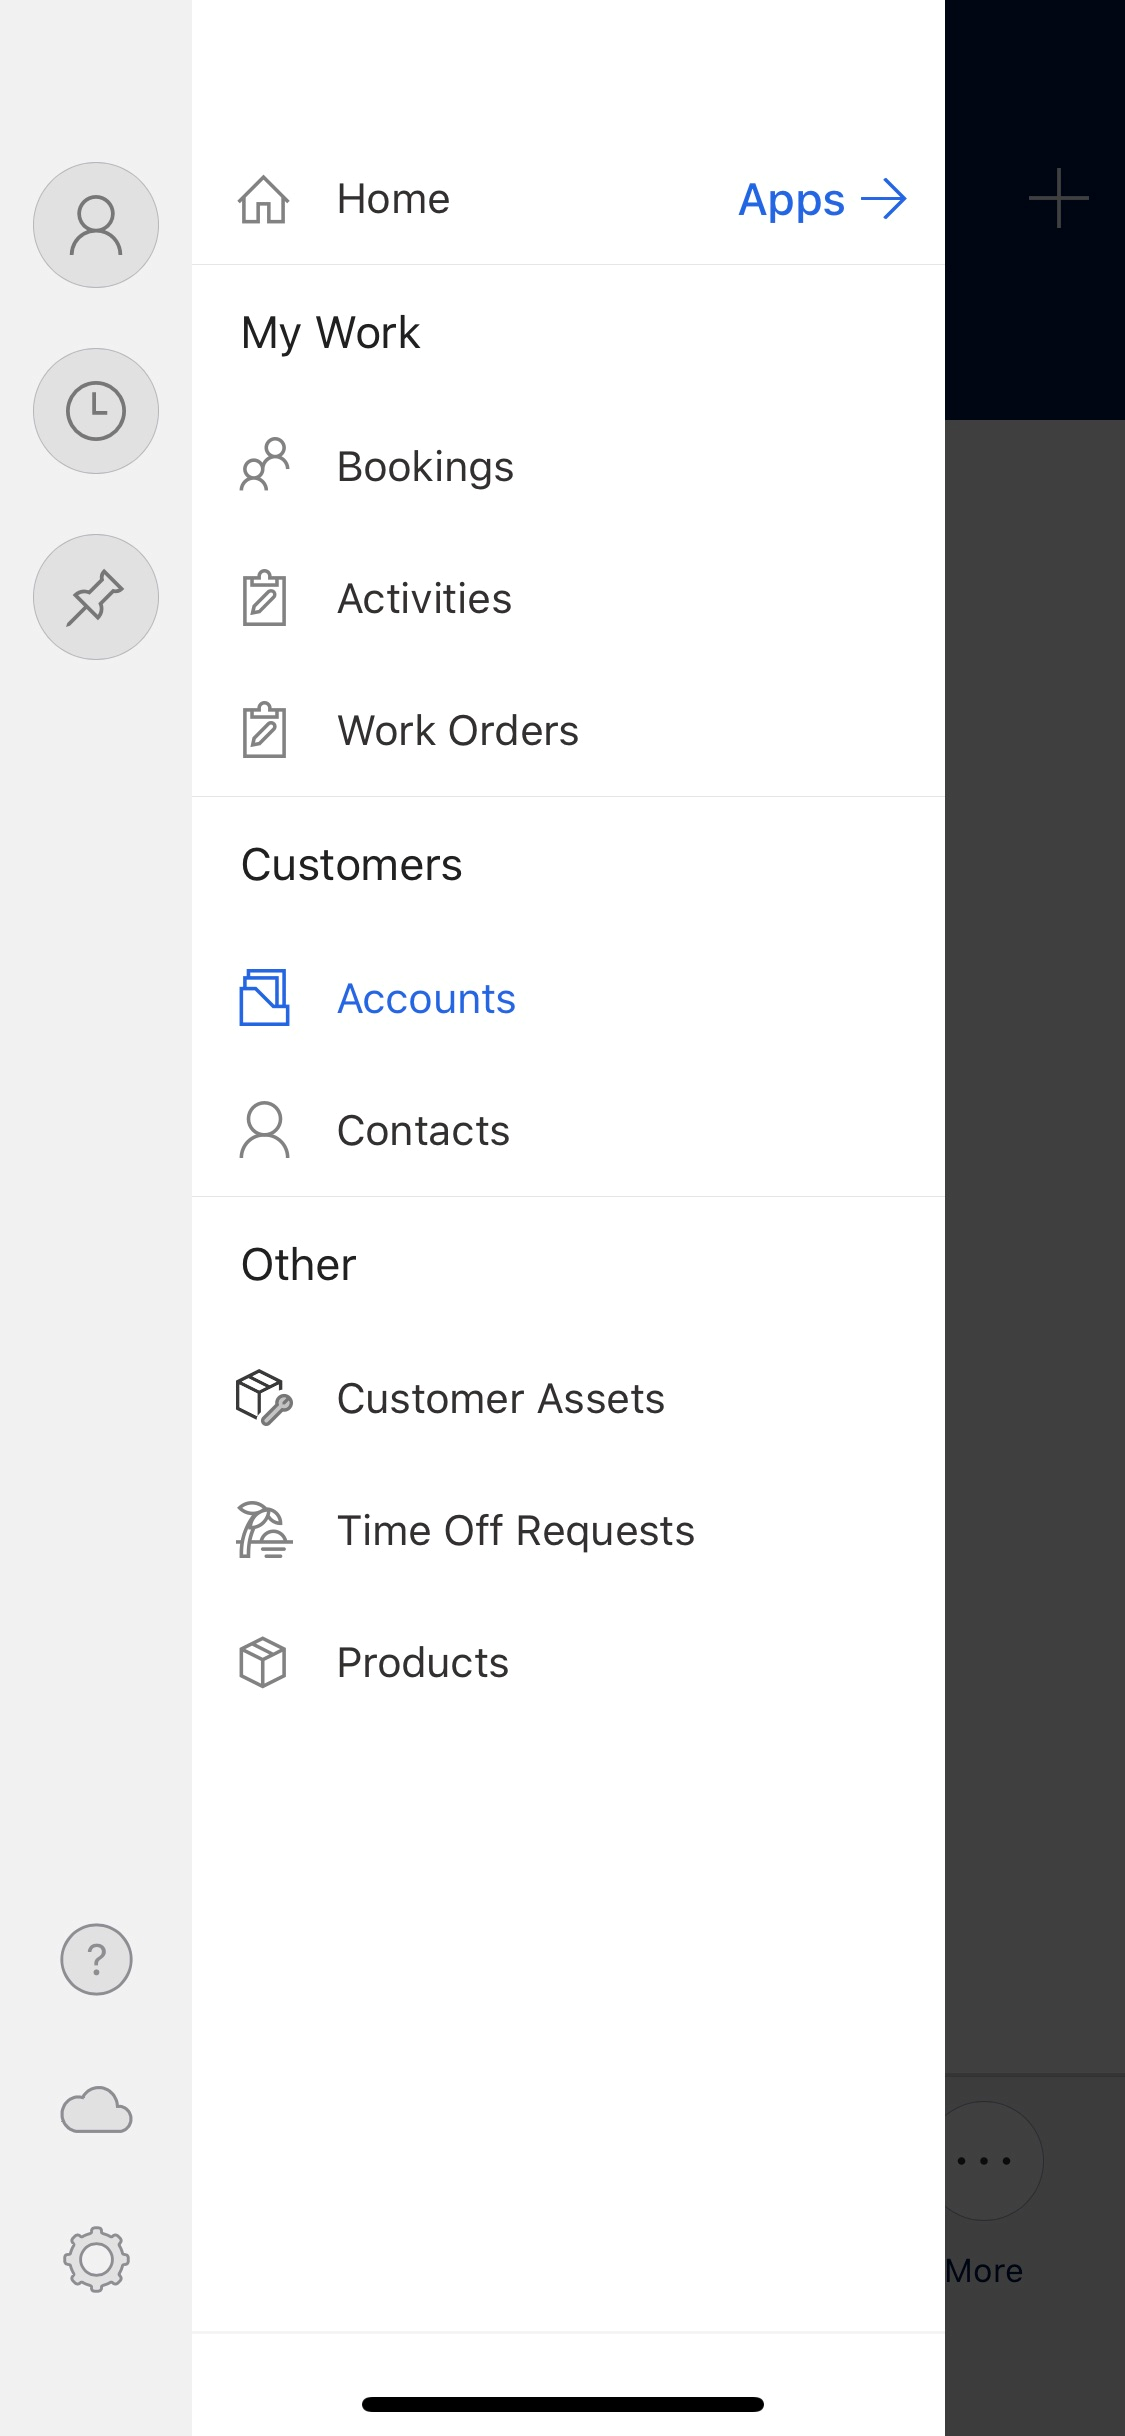 Home
Apps
My Work
Bookings
Activities
Work Orders
Customers
Accounts
Contacts
Other
Customer Assets
Time Off Requests
Products
?
More